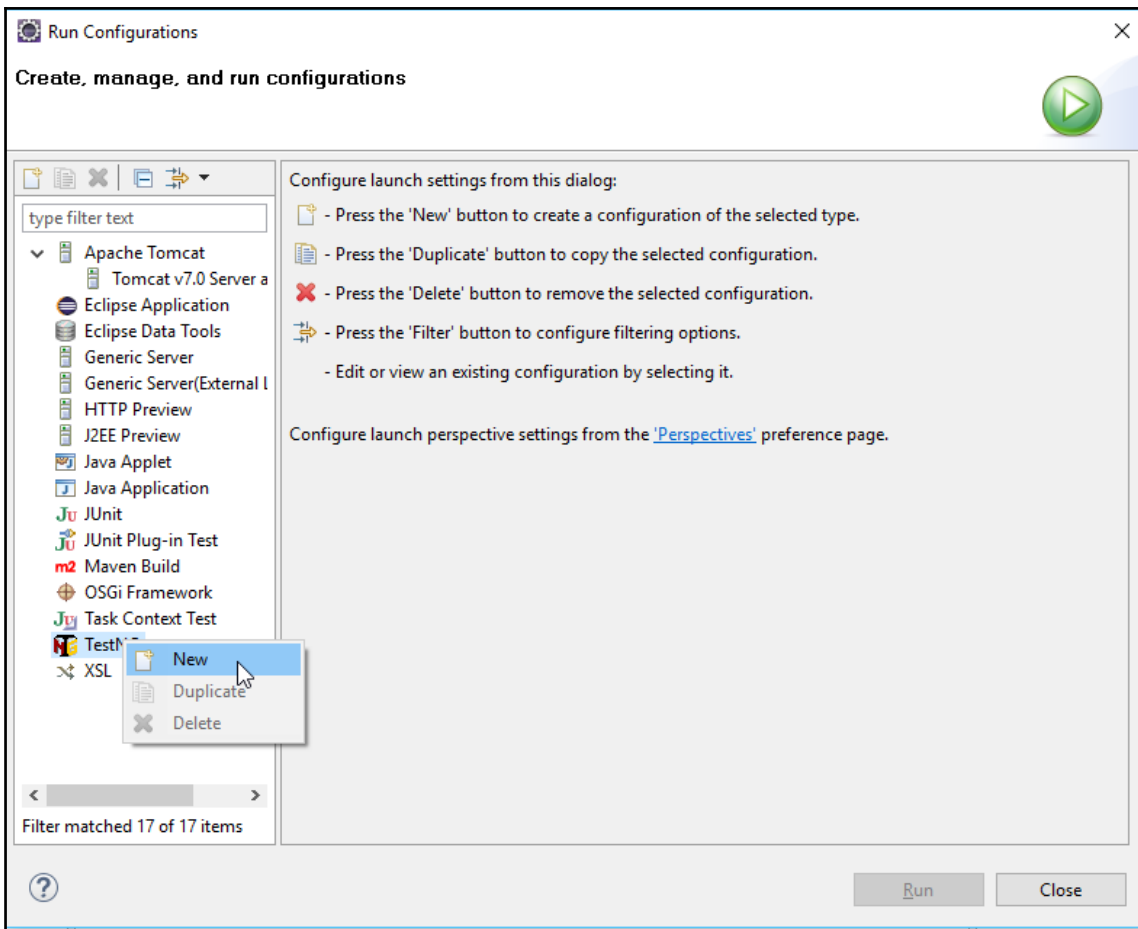 Run Configurations
Create, manage, and run configurations
type filter text
Apache Tomcat
Tomcat v7.0 Server a
Eclipse Application
Eclipse Data Tools
Generic Server
Generic Server(External L
HTTP Preview
J2EE Preview
Java Applet
Java Application
Ju JUnit
JU JUnit Plug-in Test
m2 Maven Build
OSGi Framework
Ju Task Context Test
TestN
XSL
New
Duplicate
Delete
Filter matched 17 of 17 items
Configure launch settings from this dialog:
- Press the 'New' button to create a configuration of the selected type.
- Press the 'Duplicate' button to copy the selected configuration.
- Press the 'Delete' button to remove the selected configuration.
- Press the 'Filter' button to configure filtering options.
- Edit or view an existing configuration by selecting it.
Configure launch perspective settings from the 'Perspectives' preference page.
?
Run
Close